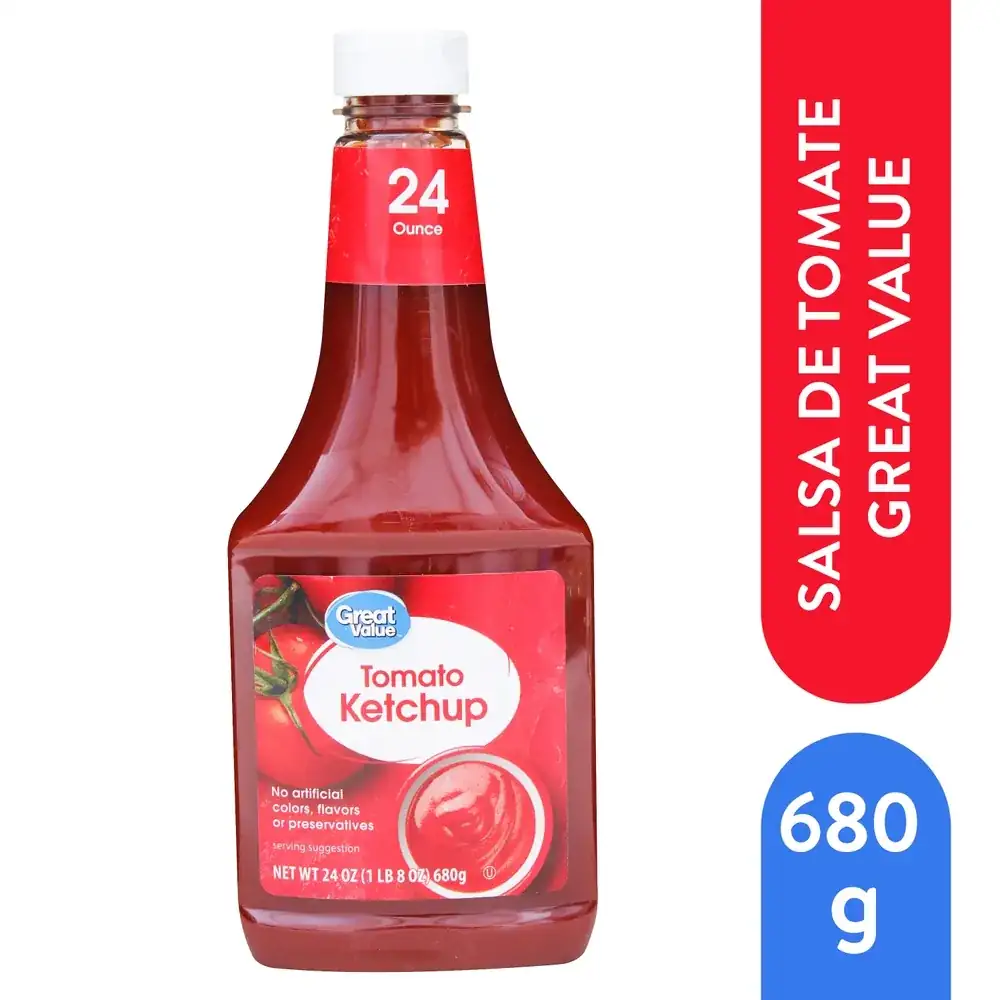 24
Ounce
Great
Value™
Tomato
Ketchup
No artificial
colors, flavors
or preservatives
serving suggestion
NET WT 24 OZ (1 LB 8 OZ) 680g
U
SALSA DE TOMATE
GREAT VALUE
680
g